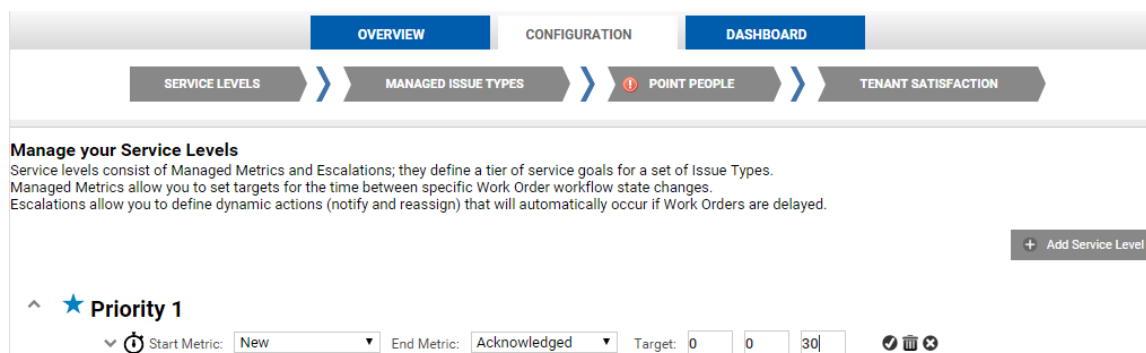 OVERVIEW CONFIGURATION DASHBOARD
SERVICE LEVELS MANAGED ISSUE TYPES POINT PEOPLE TENANT SATISFACTION
Manage your Service Levels
Service levels consist of Managed Metrics and Escalations; they define a tier of service goals for a set of Issue Types.
Managed Metrics allow you to set targets for the time between specific Work Order workflow state changes.
Escalations allow you to define dynamic actions (notify and reassign) that will automatically occur if Work Orders are delayed.
Add Service Level
Priority 1
Start Metric: New End Metric: Acknowledged Target: 0 0 30